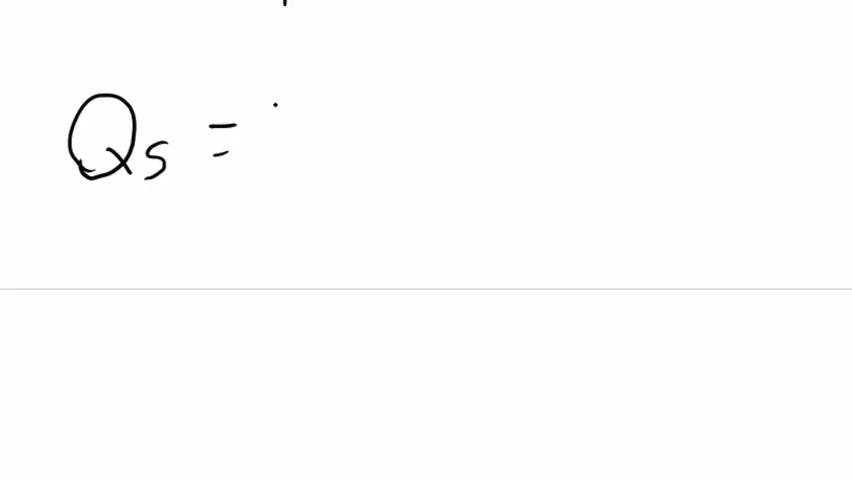 Qs =